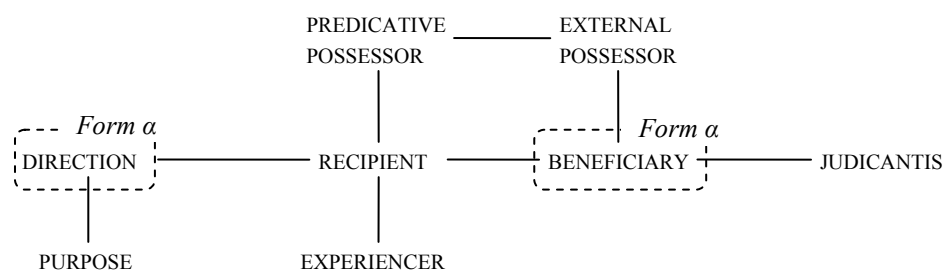 PREDICATIVE EXTERNAL
POSSESSOR POSSESSOR
Form α Form α
DIRECTION RECIPIENT BENEFICIARY JUDICANTIS
PURPOSE EXPERIENCER